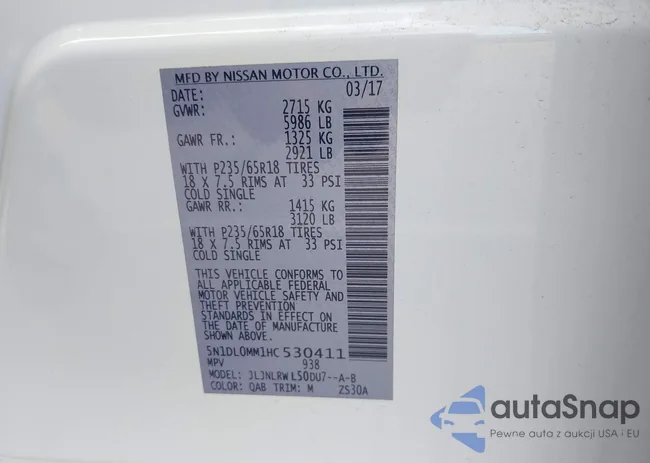 MFD BY NISSAN MOTOR CO., LTD.
DATE: 03/17
GVWR: 2715 KG
5986 LB
GAWR FR.: 1325 KG
2921 LB
WITH P235/65R18 TIRES
18 X 7.5 RIMS AT 33 PSI
COLD SINGLE
GAWR RR.: 1415 KG
3120 LB
WITH P235/65R18 TIRES
18 X 7.5 RIMS AT 33 PSI
COLD SINGLE
THIS VEHICLE CONFORMS TO
ALL APPLICABLE FEDERAL
MOTOR VEHICLE SAFETY AND
THEFT PREVENTION
STANDARDS IN EFFECT ON
THE DATE OF MANUFACTURE
SHOWN ABOVE.
5N1DL0MM1HC 530411
MPV 938
MODEL: JLJNLRW L50DU7--A-B
COLOR: QAB TRIM: M ZS30A
autaSnap
Pewne auta z aukcji USA i EU